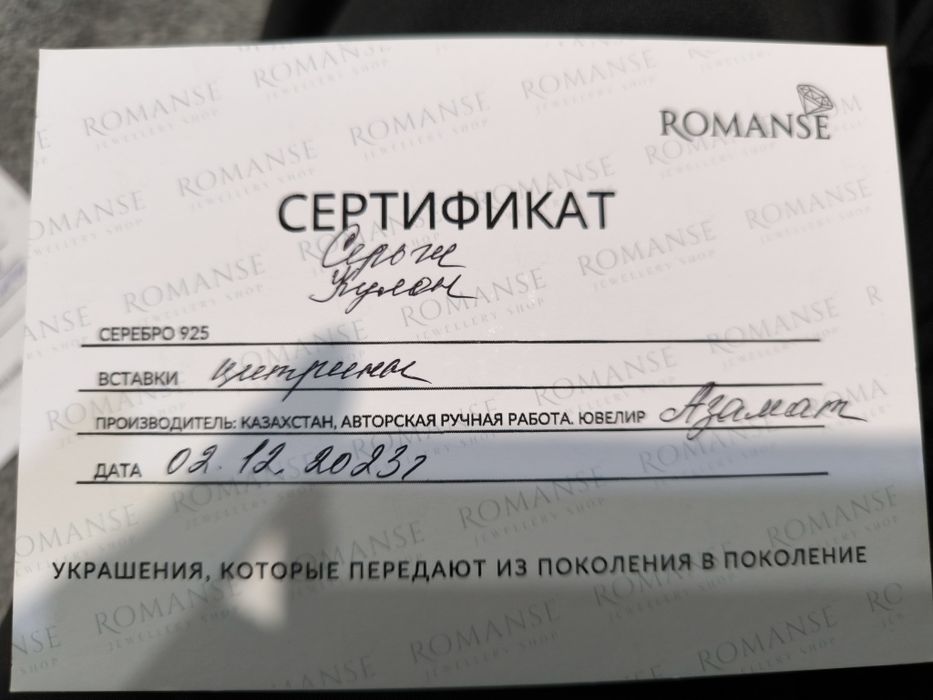 ROMANSE
СЕРТИФИКАТ
Серьги
Кулон
СЕРЕБРО 925
ВСТАВКИ цитрины
ПРОИЗВОДИТЕЛЬ: КАЗАХСТАН, АВТОРСКАЯ РУЧНАЯ РАБОТА. ЮВЕЛИР Азамат
ДАТА 02.12.2023г
УКРАШЕНИЯ, КОТОРЫЕ ПЕРЕДАЮТ ИЗ ПОКОЛЕНИЯ В ПОКОЛЕНИЕ